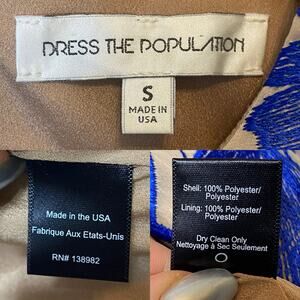 DRESS THE POPULATION
S
MADE IN
USA
Made in the USA
Fabrique Aux Etats-Unis
RN# 138982
Shell: 100% Polyester/
Polyester
Lining: 100% Polyester/
Polyester
Dry Clean Only
Nettoyage à Sec Seulement